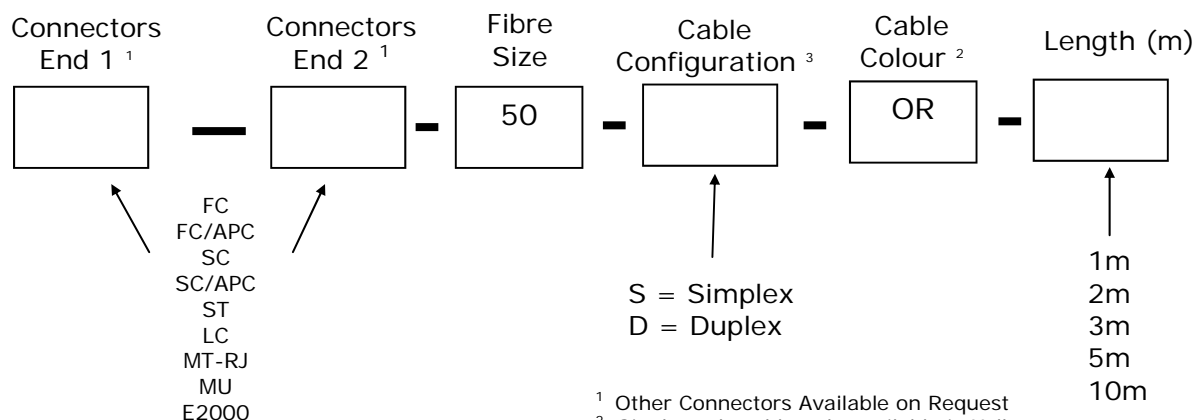 Connectors End 1 ¹
Connectors End 2 ¹
Fibre Size
Cable Configuration ³
Cable Colour ²
Length (m)
50
OR
FC
FC/APC
SC
SC/APC
ST
LC
MT-RJ
MU
E2000
S = Simplex
D = Duplex
1m
2m
3m
5m
10m
¹ Other Connectors Available on Request